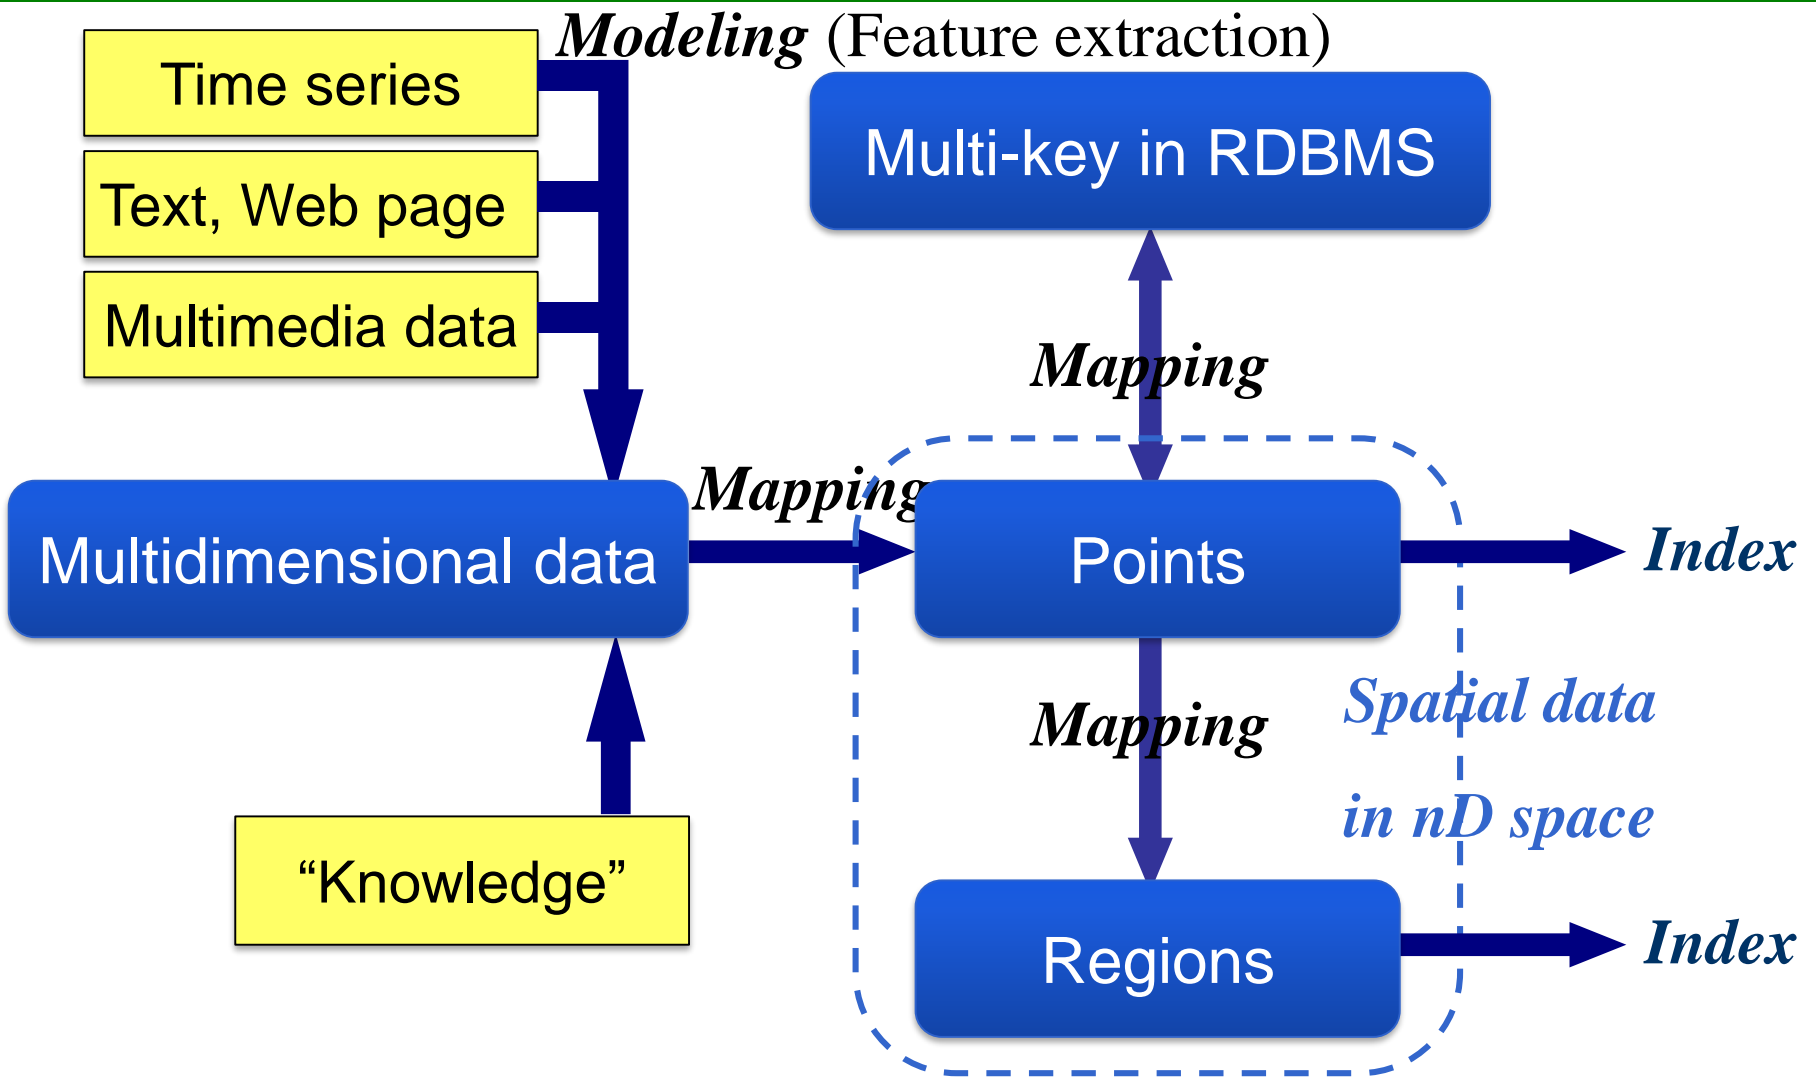 Modeling (Feature extraction)
Time series
Text, Web page
Multimedia data
Multi-key in RDBMS
Mapping
Mapping
Multidimensional data
Points
Index
Mapping
Spatial data
in nD space
“Knowledge”
Regions
Index